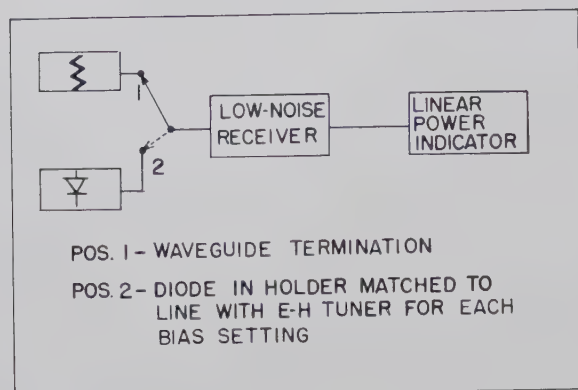 1
2
LOW-NOISE
RECEIVER
LINEAR
POWER
INDICATOR
POS. 1 - WAVEGUIDE TERMINATION
POS. 2 - DIODE IN HOLDER MATCHED TO
LINE WITH E-H TUNER FOR EACH
BIAS SETTING